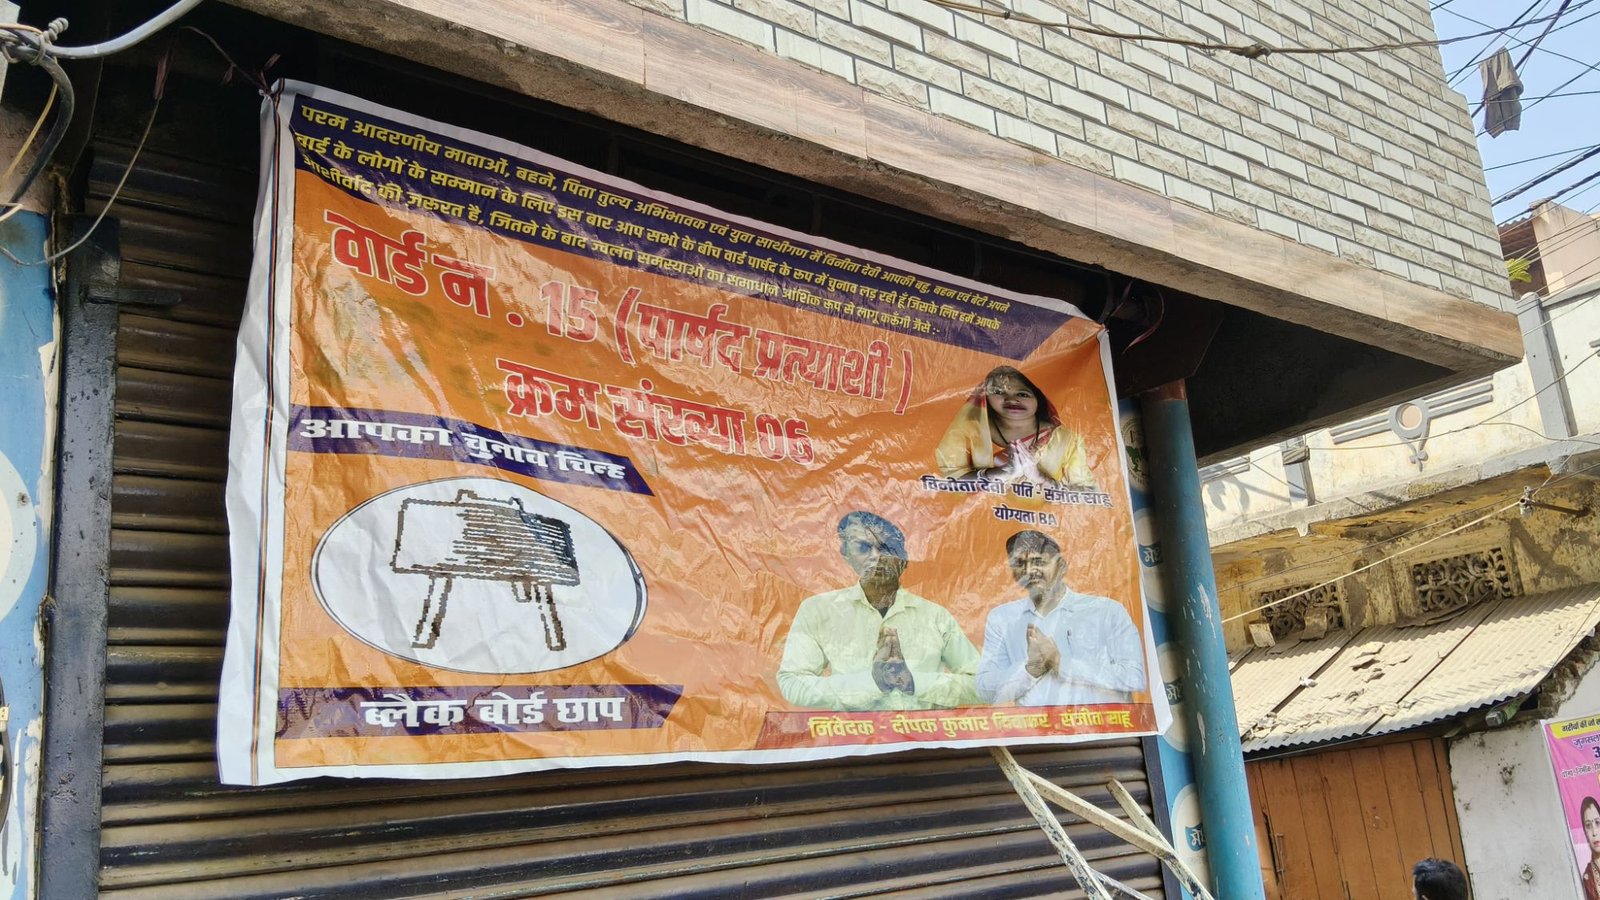 परम आदरणीय माताओं, बहने, पिता तुल्य अभिभावक एवं युवा साथीगण मैं विनीता देवी आपकी बहु, बहन एवं बेटी अपने
वार्ड के लोगों के सम्मान के लिए इस बार आप सभो के बीच वार्ड पार्षद के रूप में चुनाव लड़ रही हूँ जिसके लिए हमें आपके
आशीर्वाद की जरूरत है, जितने के बाद ज्वलत समस्याओ का समाधान आंशिक रूप से लागू करूँगी जैसे :-
वार्ड न . 15 ( पार्षद प्रत्याशी )
क्रम संख्या 06
आपका चुनाव चिन्ह
विनीता देवी पति - संजीत साहू
योग्यता BA
ब्लैक बोर्ड छाप
निवेदक - दीपक कुमार दिवाकर, संजीत साहू